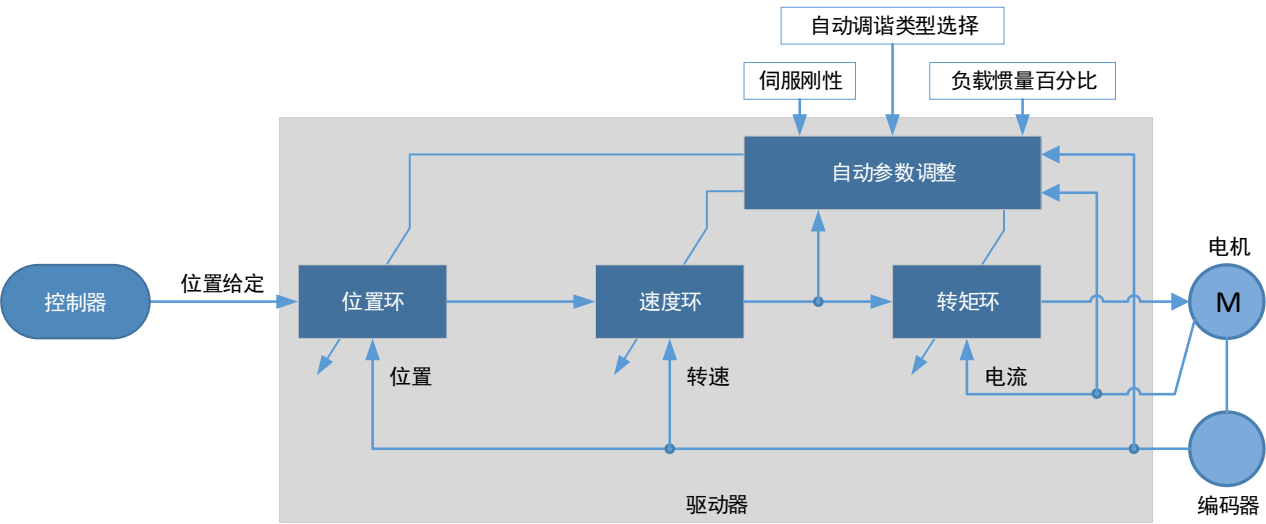 自动调谐类型选择
伺服刚性
负载惯量百分比
自动参数调整
电机
位置给定
控制器
位置环
速度环
转矩环
M
位置
转速
电流
驱动器
编码器